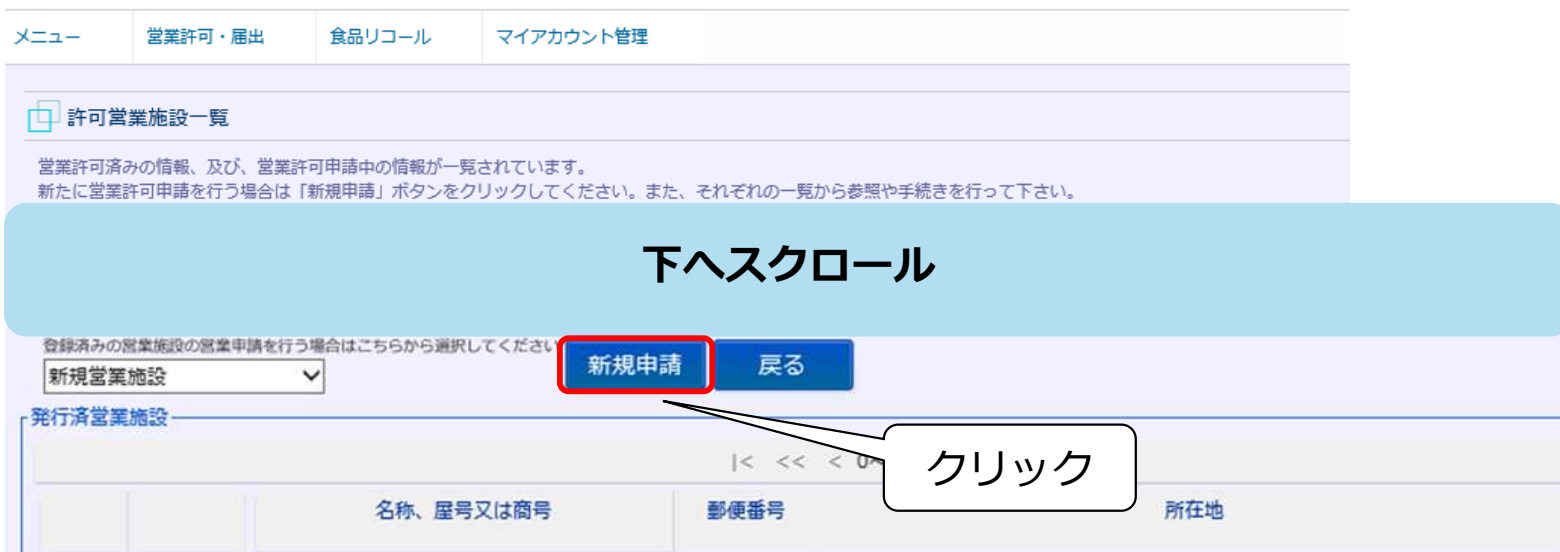 メニュー 営業許可・届出 食品リコール マイアカウント管理
許可営業施設一覧
営業許可済みの情報、及び、営業許可申請中の情報が一覧されています。
新たに営業許可申請を行う場合は「新規申請」ボタンをクリックしてください。また、それぞれの一覧から参照や手続きを行って下さい。
下へスクロール
登録済みの営業施設の営業申請を行う場合はこちらから選択してください
新規営業施設 新規申請 戻る
発行済営業施設
|< << < 0
クリック
名称、屋号又は商号 郵便番号 所在地